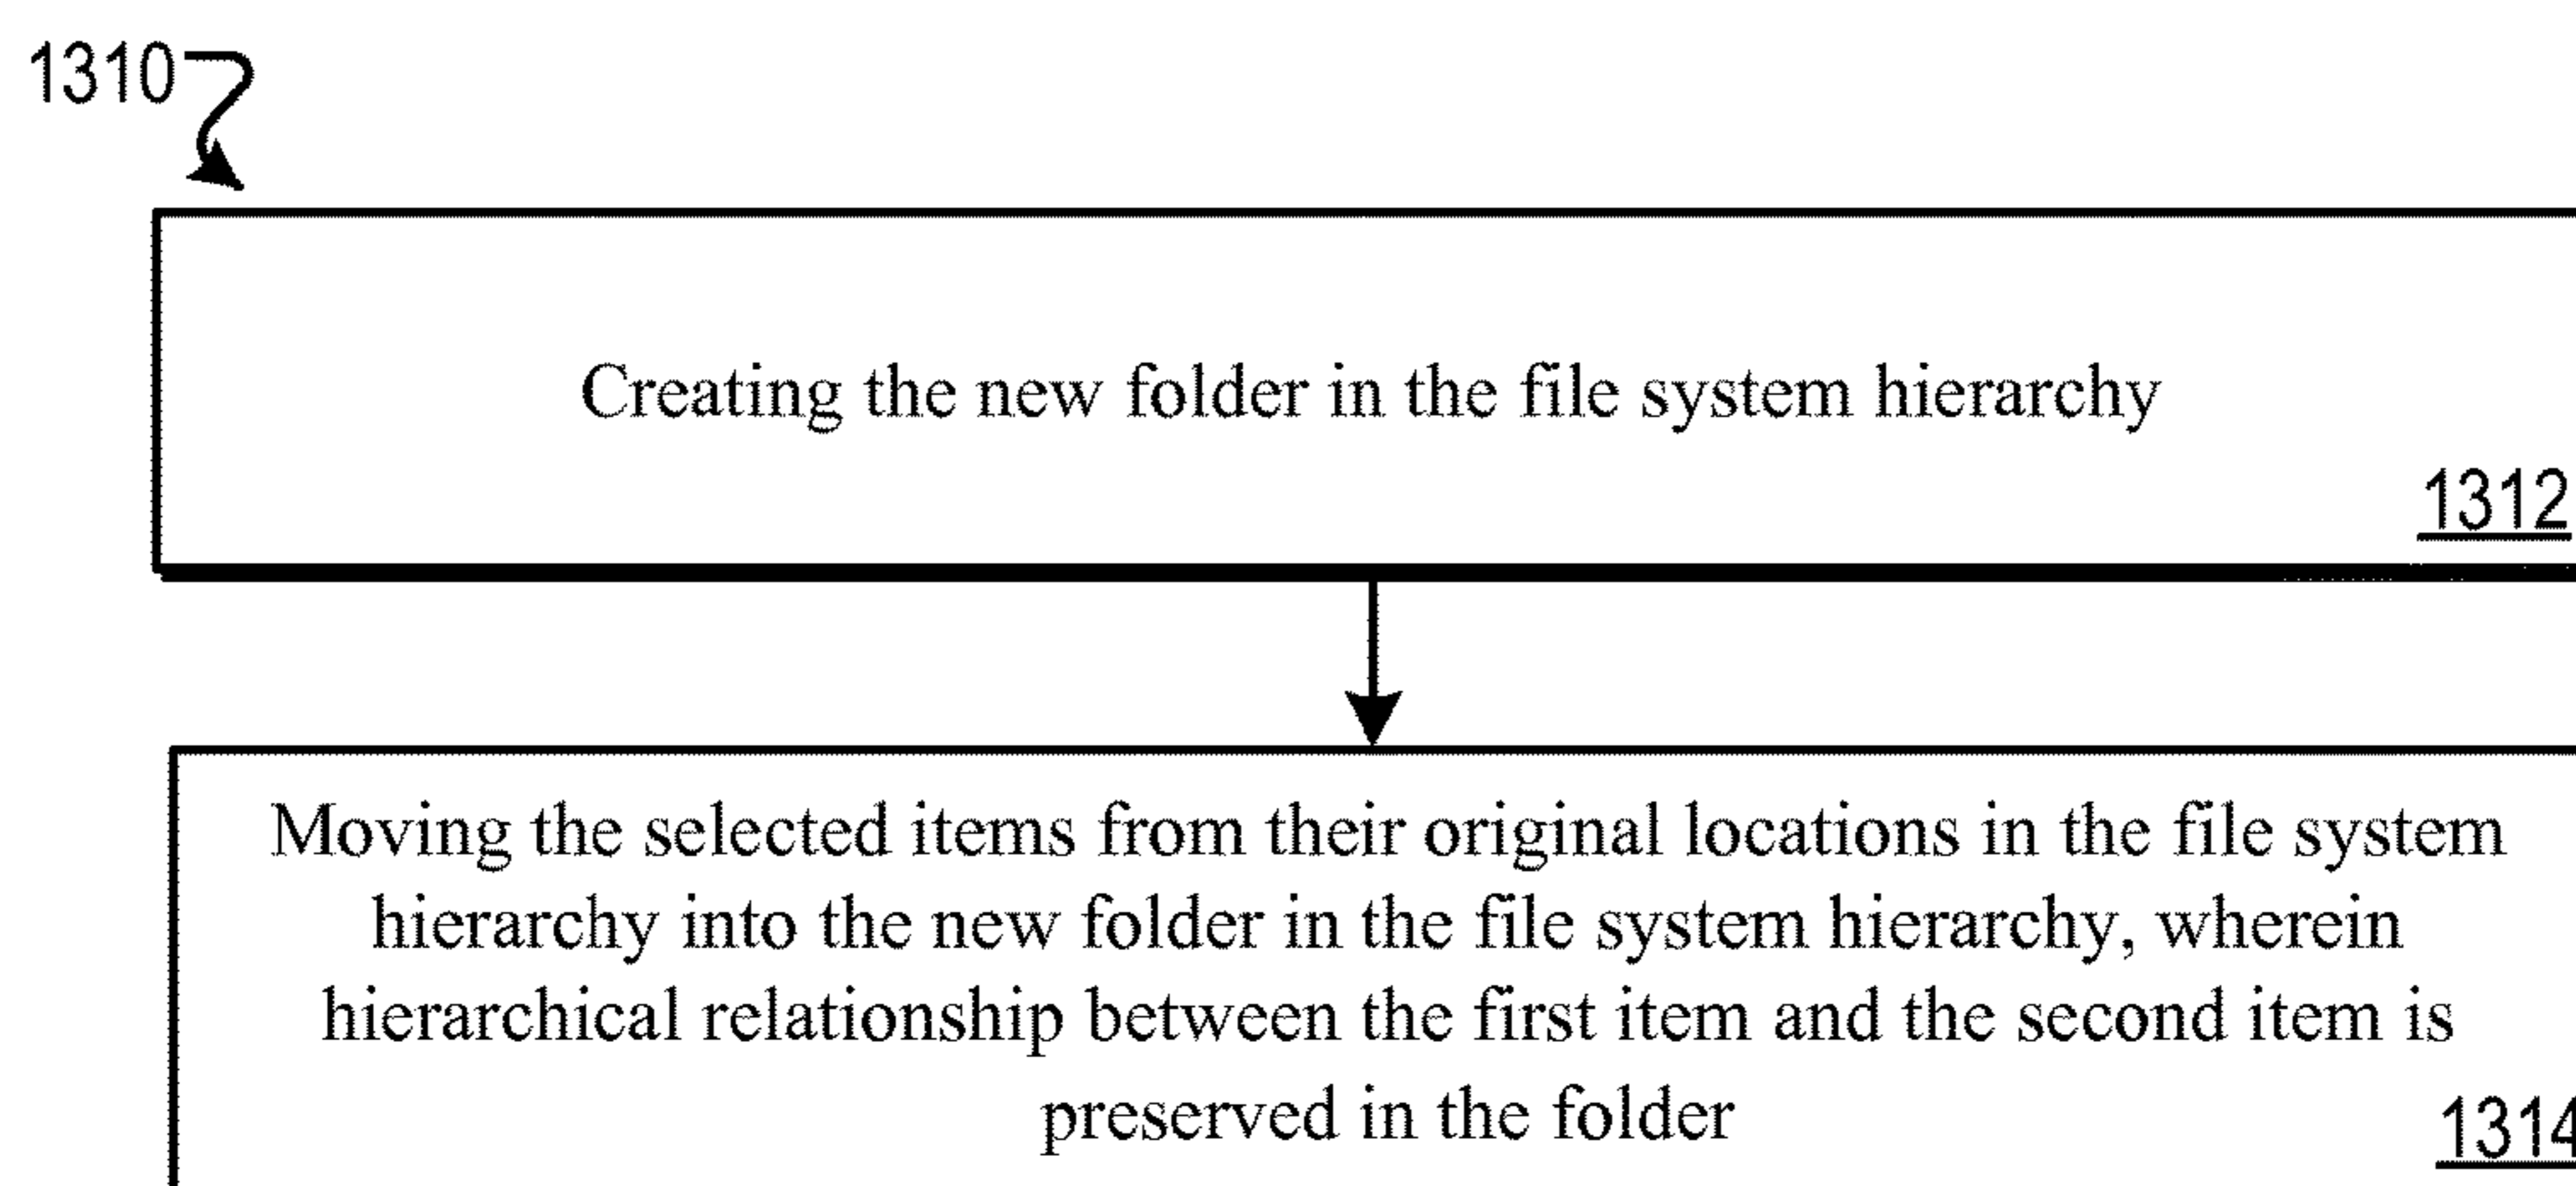 1310
Creating the new folder in the file system hierarchy
1312
Moving the selected items from their original locations in the file system
hierarchy into the new folder in the file system hierarchy, wherein
hierarchical relationship between the first item and the second item is
preserved in the folder
1314